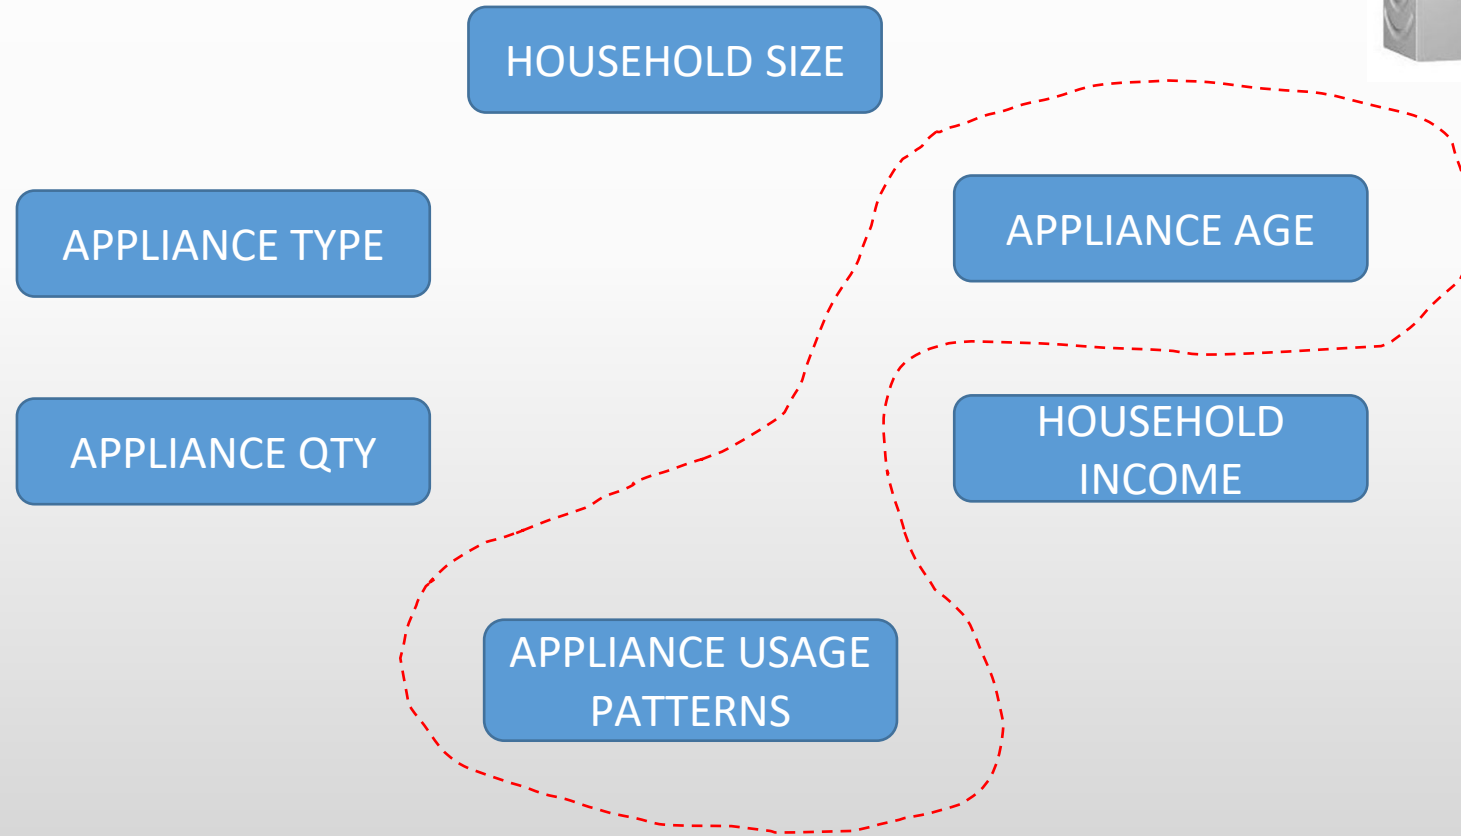 HOUSEHOLD SIZE
APPLIANCE TYPE
APPLIANCE AGE
APPLIANCE QTY
HOUSEHOLD
INCOME
APPLIANCE USAGE
PATTERNS